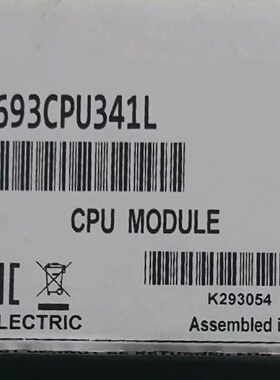 693CPU341L
CPU MODULE
K293054
ELECTRIC
Assembled i